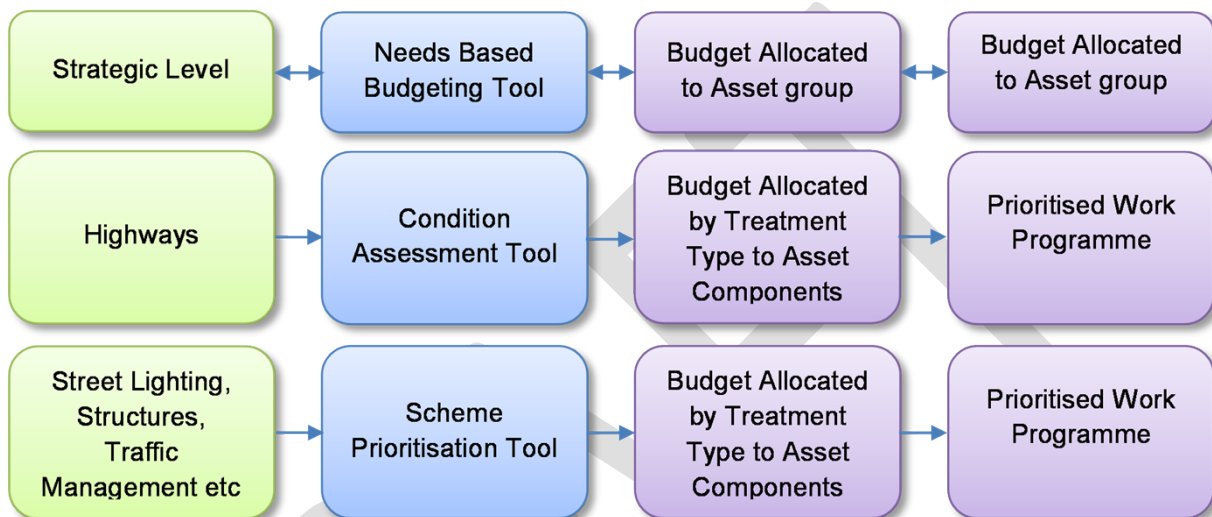 Strategic Level
Needs Based
Budgeting Tool
Budget Allocated
to Asset group
Budget Allocated
to Asset group
Highways
Condition
Assessment Tool
Budget Allocated
by Treatment
Type to Asset
Components
Prioritised Work
Programme
Street Lighting,
Structures,
Traffic
Management etc
Scheme
Prioritisation Tool
Budget Allocated
by Treatment
Type to Asset
Components
Prioritised Work
Programme